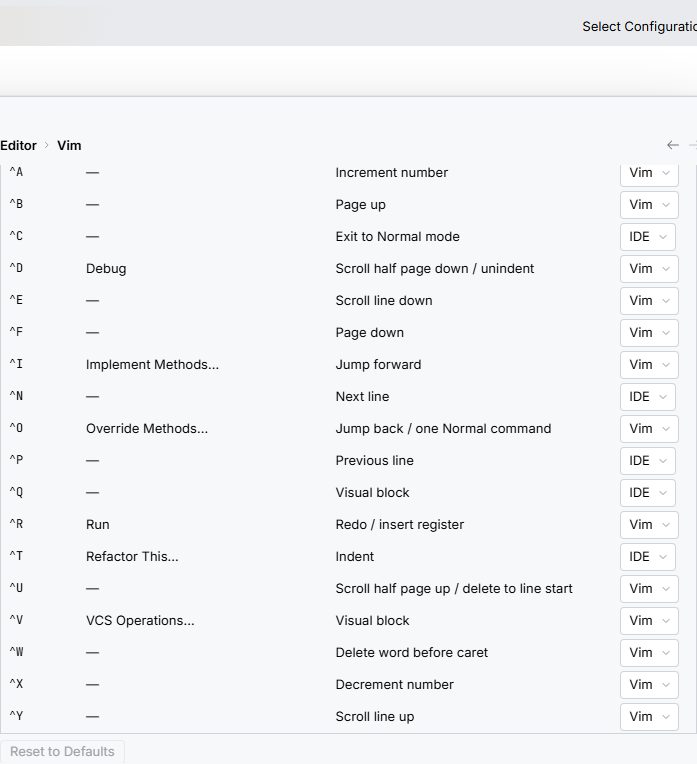 Select Configuratio
Editor > Vim
^A — Increment number Vim
^B — Page up Vim
^C — Exit to Normal mode IDE
^D Debug Scroll half page down / unindent Vim
^E — Scroll line down Vim
^F — Page down Vim
^I Implement Methods... Jump forward Vim
^N — Next line IDE
^O Override Methods... Jump back / one Normal command Vim
^P — Previous line IDE
^Q — Visual block IDE
^R Run Redo / insert register Vim
^T Refactor This... Indent IDE
^U — Scroll half page up / delete to line start Vim
^V VCS Operations... Visual block Vim
^W — Delete word before caret Vim
^X — Decrement number Vim
^Y — Scroll line up Vim
Reset to Defaults